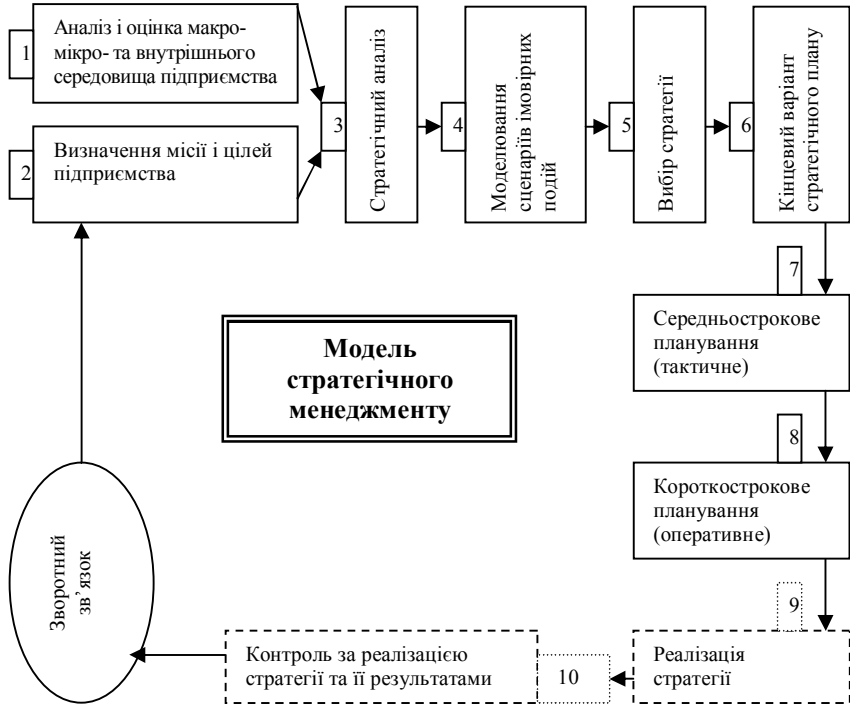 1
Аналіз і оцінка макро-
мікро- та внутрішнього
середовища підприємства
2
Визначення місії і цілей
підприємства
3
Стратегічний аналіз
4
Моделювання
сценаріїв імовірних
подій
5
Вибір стратегії
6
Кінцевий варіант
стратегічного плану
7
Середньострокове
планування
(тактичне)
Модель
стратегічного
менеджменту
8
Короткострокове
планування
(оперативне)
9
Реалізація
стратегії
10
Контроль за реалізацією
стратегії та її результатами
Зворотний
зв’язок